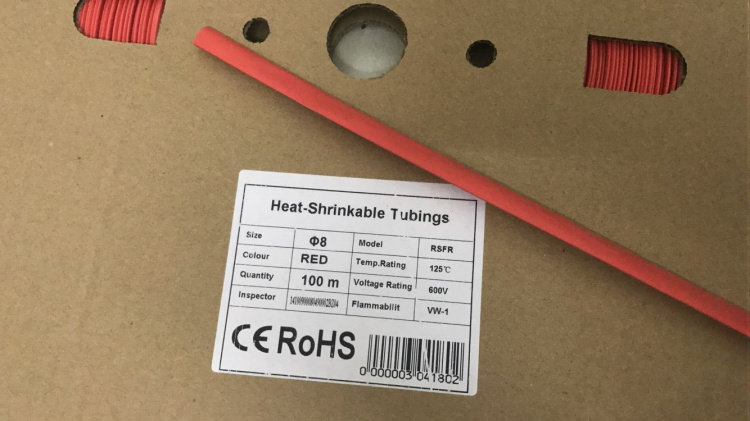 Heat-Shrinkable Tubings
Size Φ8 Model RSFR
Colour RED Temp.Rating 125℃
Quantity 100 m Voltage Rating 600V
Inspector Flammabilit VW-1
CE RoHS
0 000003 041802